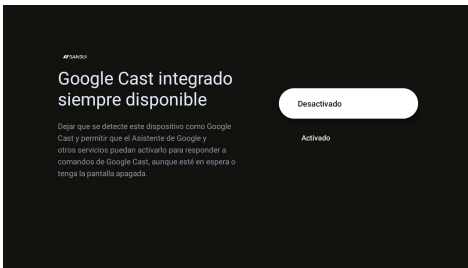 SANSUI
Google Cast integrado
siempre disponible
Dejar que se detecte este dispositivo como Google
Cast y permitir que el Asistente de Google y
otros servicios puedan activarlo para responder a
comandos de Google Cast, aunque esté en espera o
tenga la pantalla apagada.
Desactivado
Activado